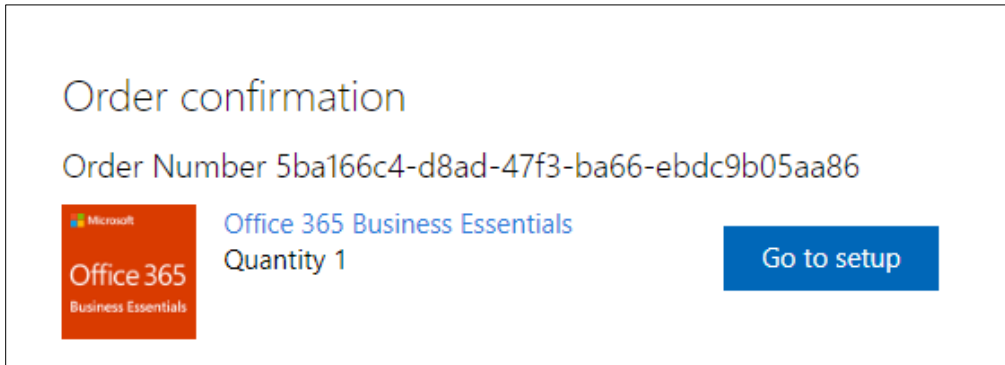 Order confirmation
Order Number 5ba166c4-d8ad-47f3-ba66-ebdc9b05aa86
Microsoft
Office 365
Business Essentials
Office 365 Business Essentials
Quantity 1
Go to setup